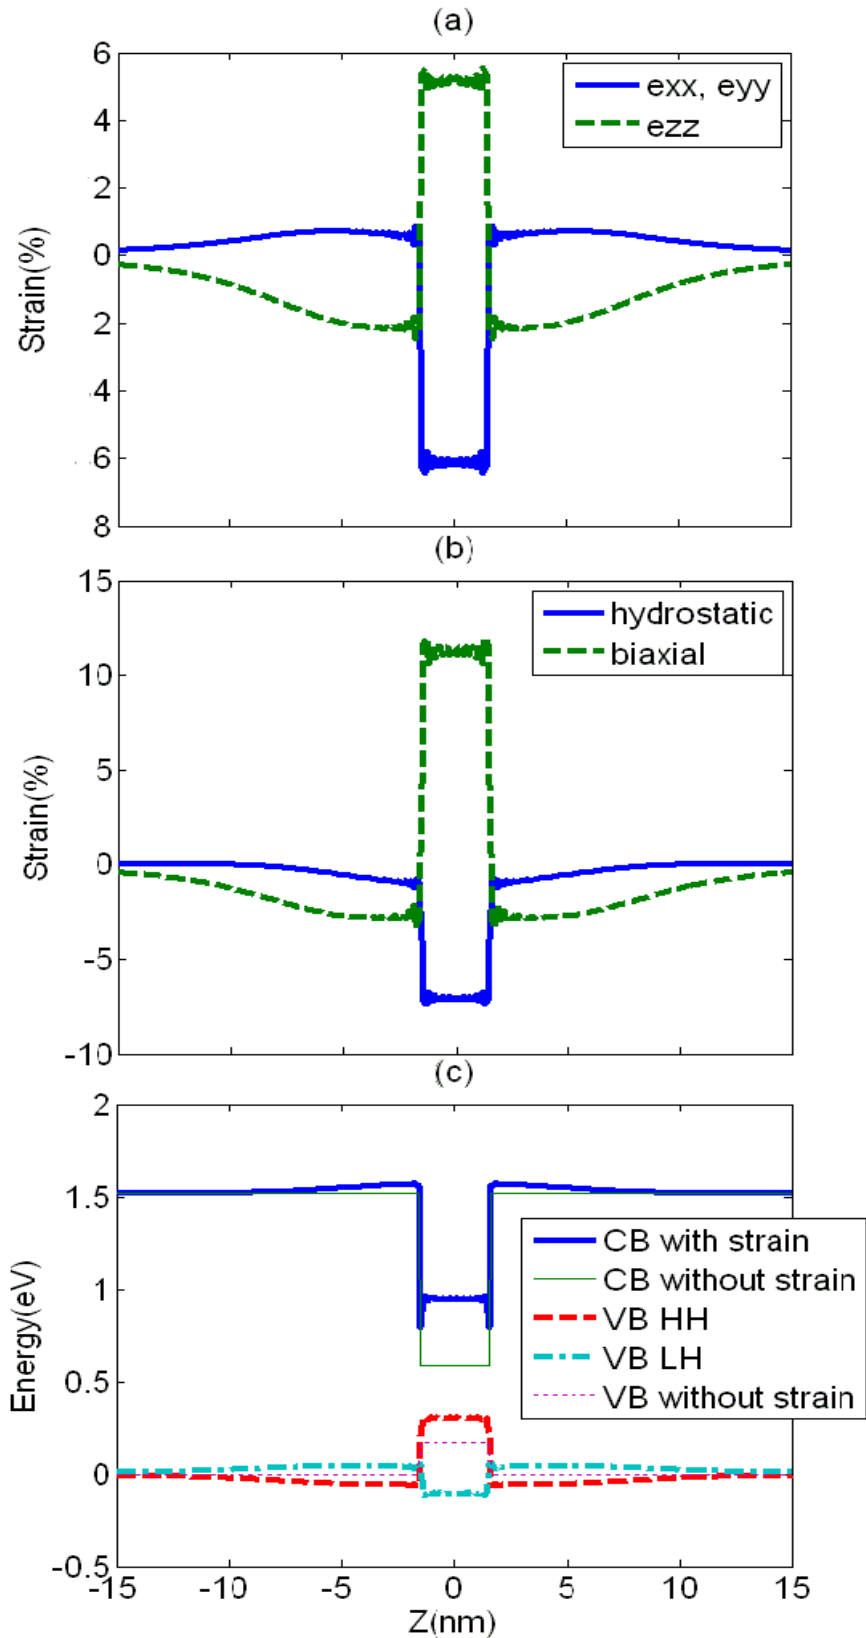 (a)
6
4
2
0
2
4
6
8
Strain(%)
exx, eyy
ezz
(b)
15
10
5
0
-5
-10
Strain(%)
hydrostatic
biaxial
(c)
2
1.5
1
0.5
0
-0.5
Energy(eV)
CB with strain
CB without strain
VB HH
VB LH
VB without strain
-15 -10 -5 0 5 10 15
Z(nm)